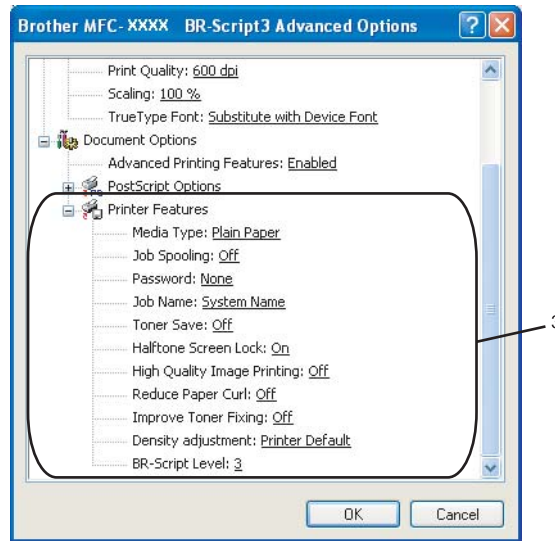 Brother MFC-XXXX BR-Script3 Advanced Options
Print Quality: 600 dpi
Scaling: 100 %
TrueType Font: Substitute with Device Font
Document Options
Advanced Printing Features: Enabled
PostScript Options
Printer Features
Media Type: Plain Paper
Job Spooling: Off
Password: None
Job Name: System Name
Toner Save: Off
Halftone Screen Lock: On
High Quality Image Printing: Off
Reduce Paper Curl: Off
Improve Toner Fixing: Off
Density adjustment: Printer Default
BR-Script Level: 3
OK Cancel